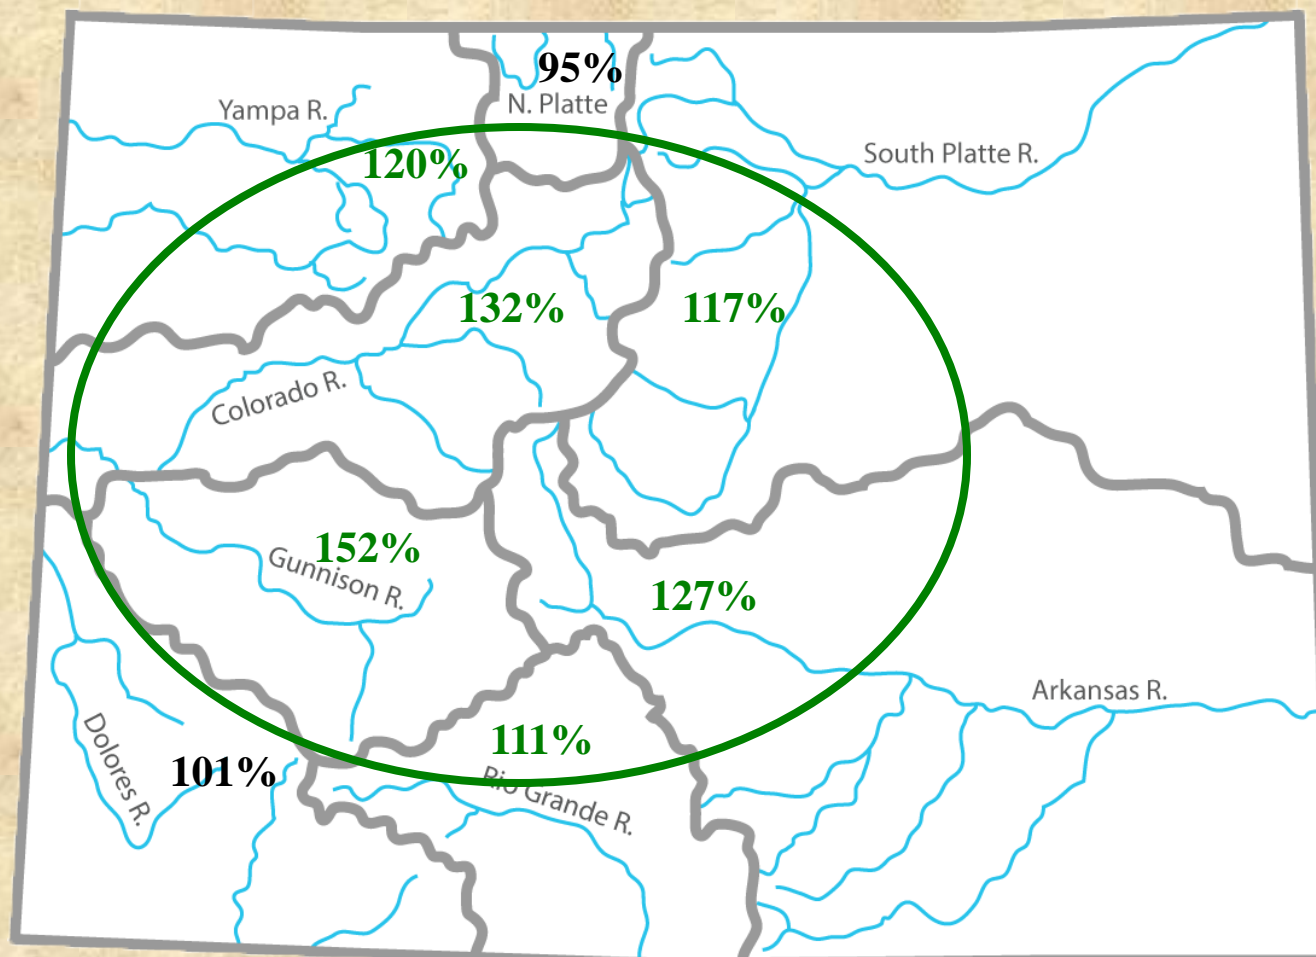 95%
N. Platte
Yampa R.
South Platte R.
120%
132%
117%
Colorado R.
152%
Gunnison R.
127%
Arkansas R.
111%
Rio Grande R.
101%
Dolores R.